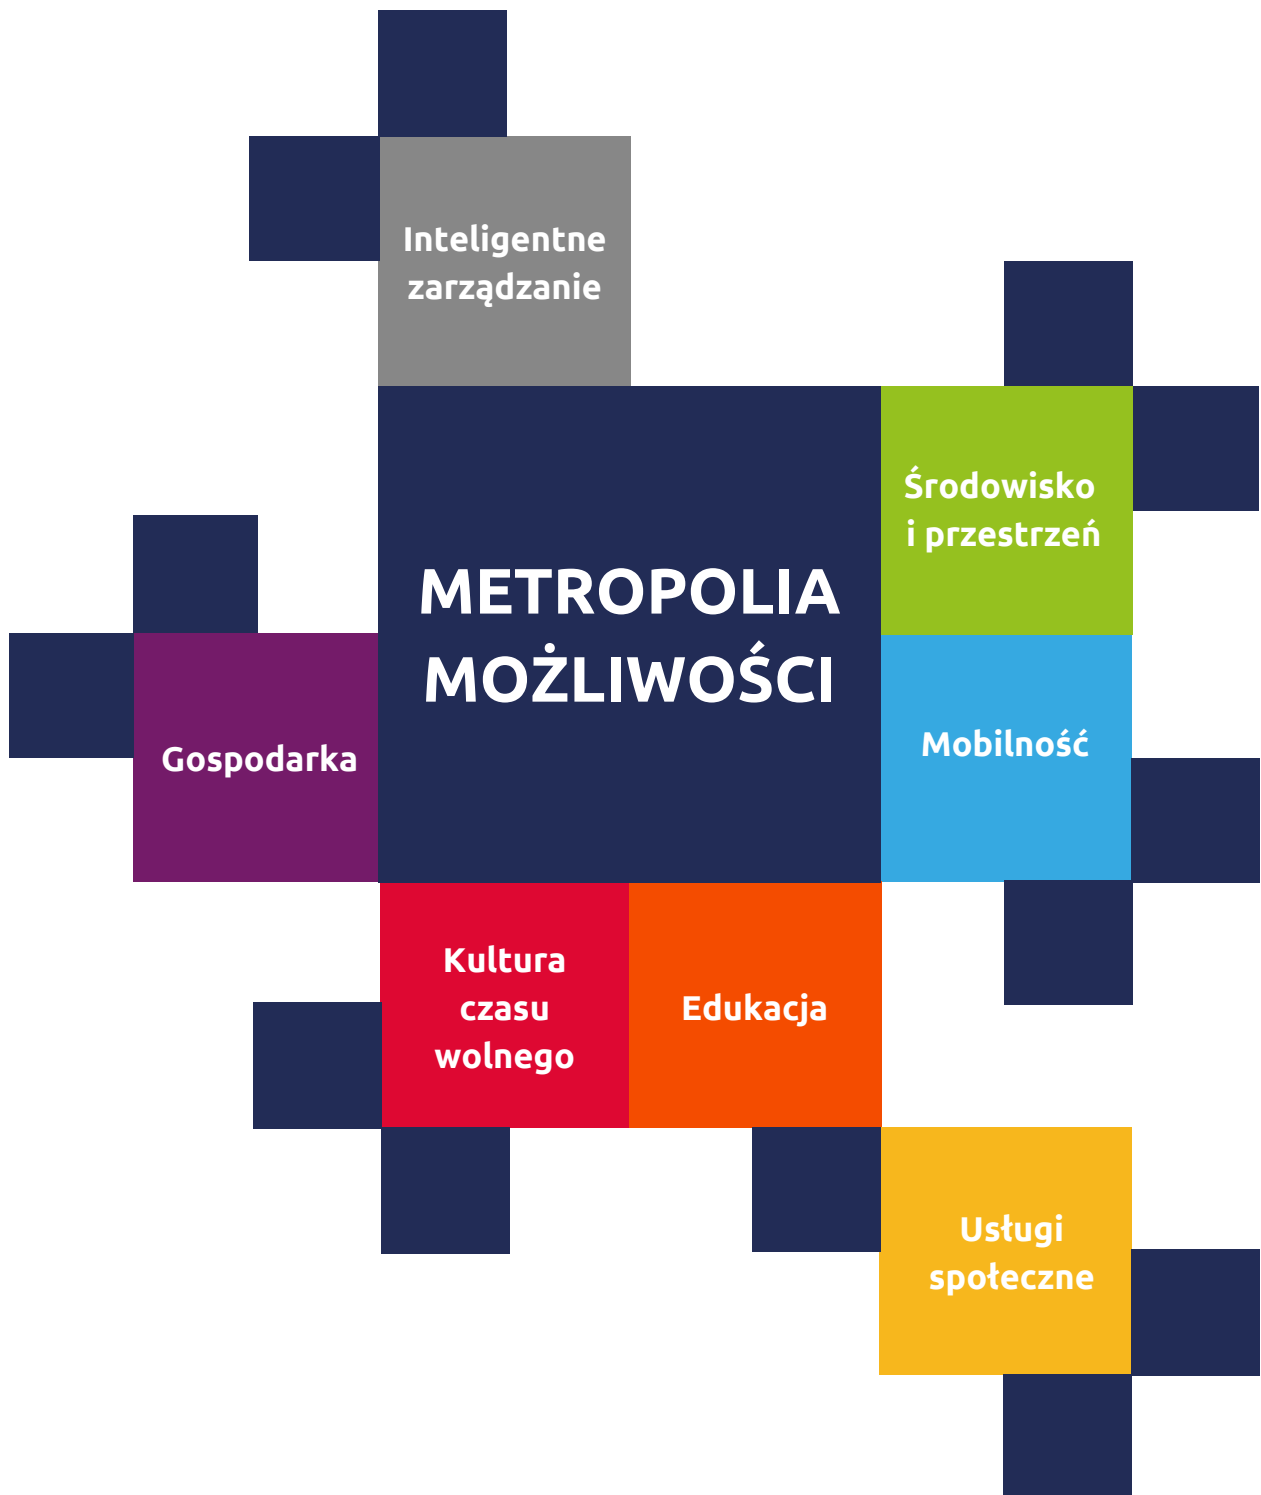 Inteligentne
zarządzanie
Środowisko
i przestrzeń
METROPOLIA
MOŻLIWOŚCI
Mobilność
Gospodarka
Kultura
czasu
wolnego
Edukacja
Usługi
społeczne